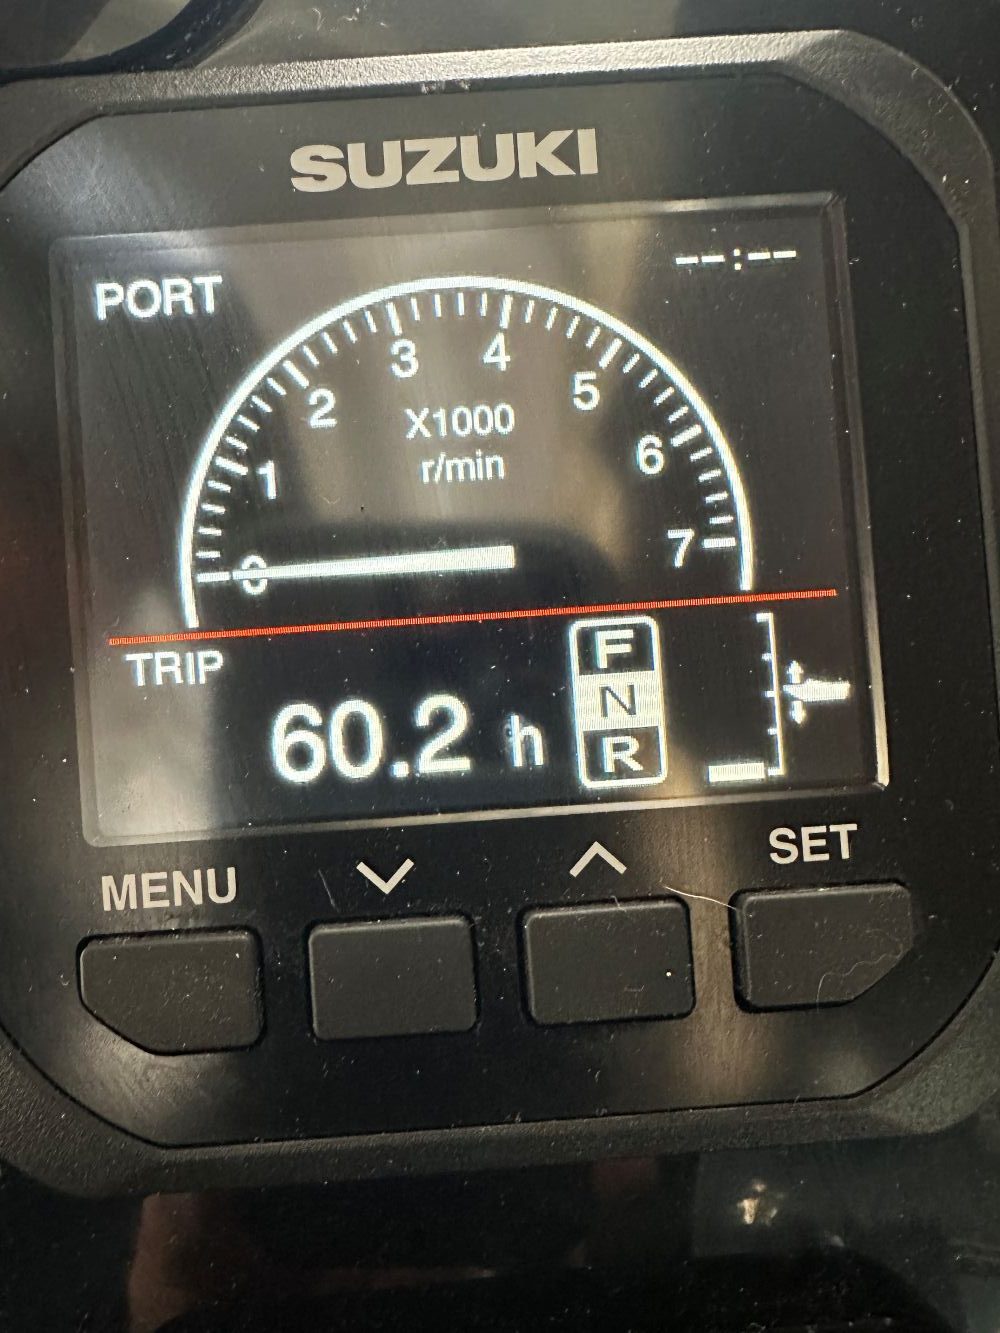 SUZUKI
PORT
--:--
0 1 2 3 4 5 6 7
X1000
r/min
TRIP
60.2 h
F
N
R
MENU
SET